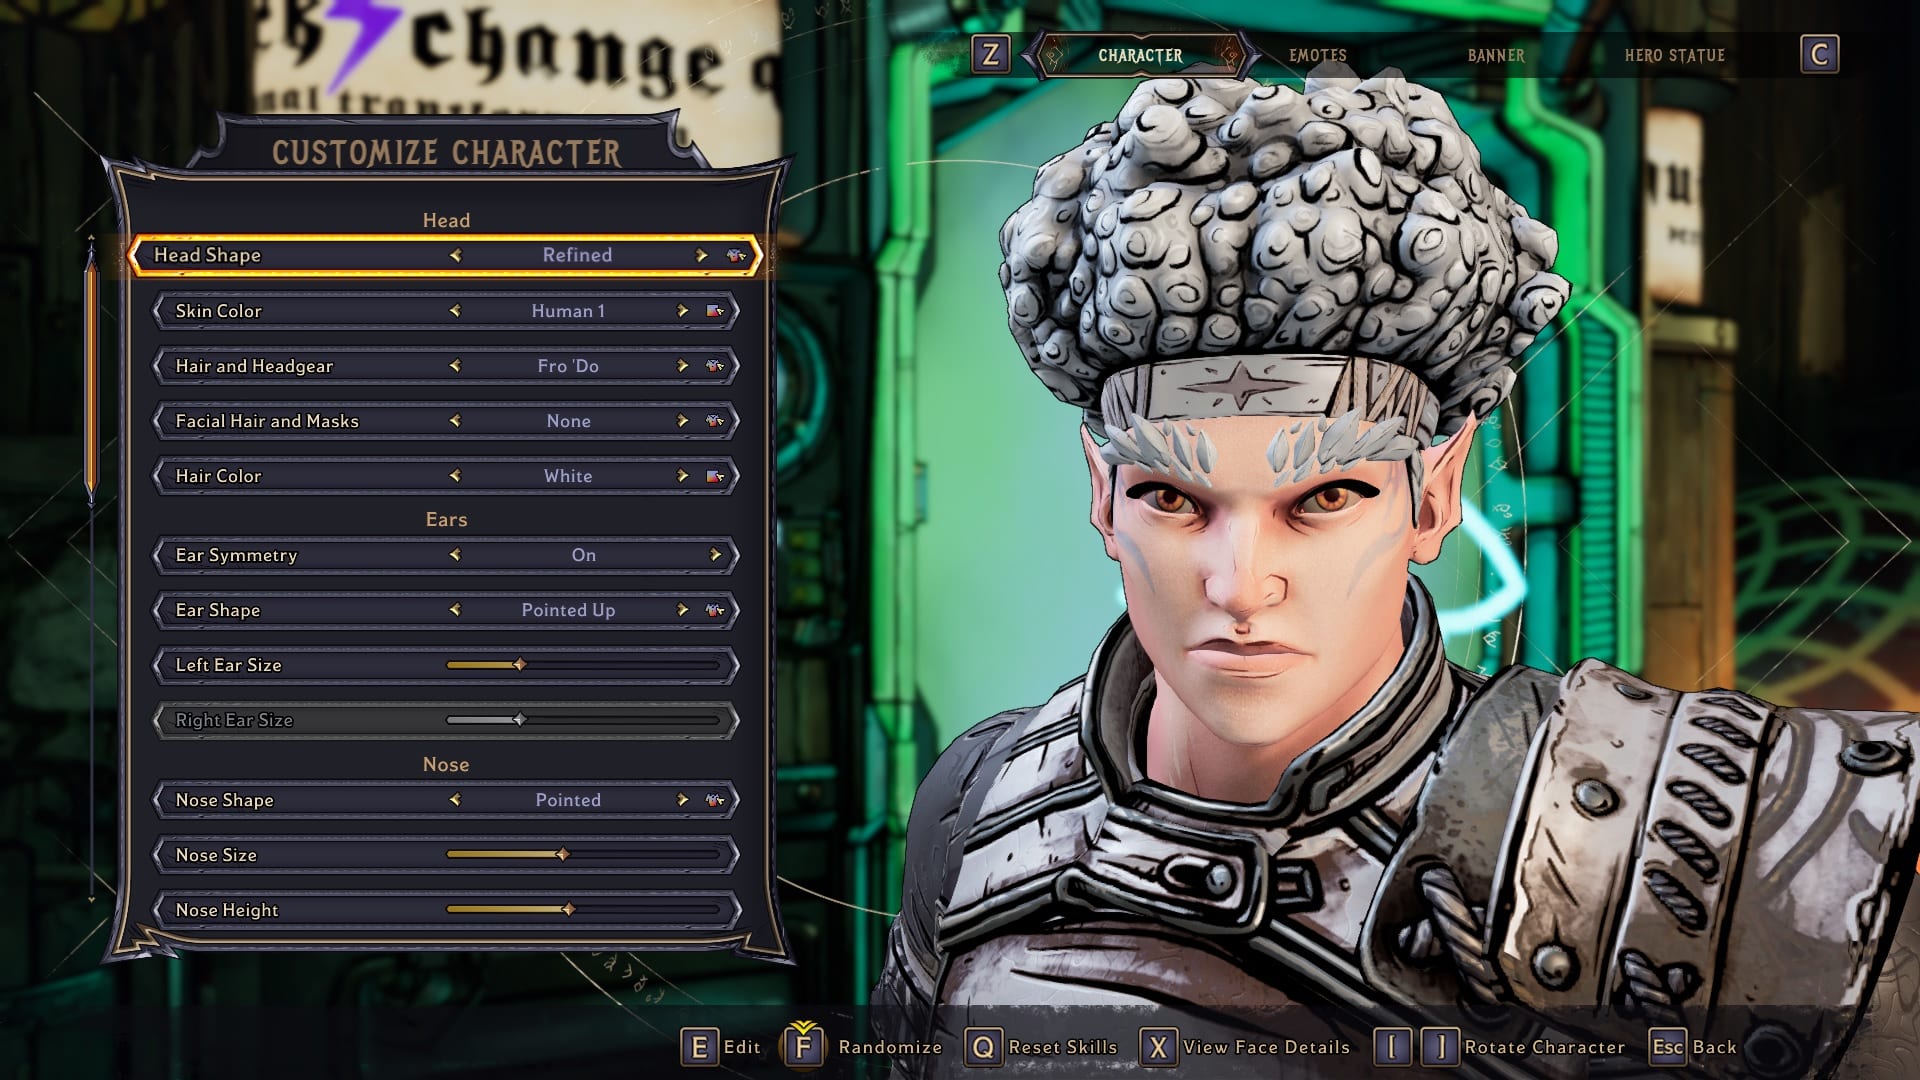 change o
Z
CHARACTER
EMOTES
BANNER
HERO STATUE
C
CUSTOMIZE CHARACTER
Head
Head Shape Refined
Skin Color Human 1
Hair and Headgear Fro 'Do
Facial Hair and Masks None
Hair Color White
Ears
Ear Symmetry On
Ear Shape Pointed Up
Left Ear Size
Right Ear Size
Nose
Nose Shape Pointed
Nose Size
Nose Height
E Edit F Randomize Q Reset Skills X View Face Details [ ] Rotate Character Esc Back